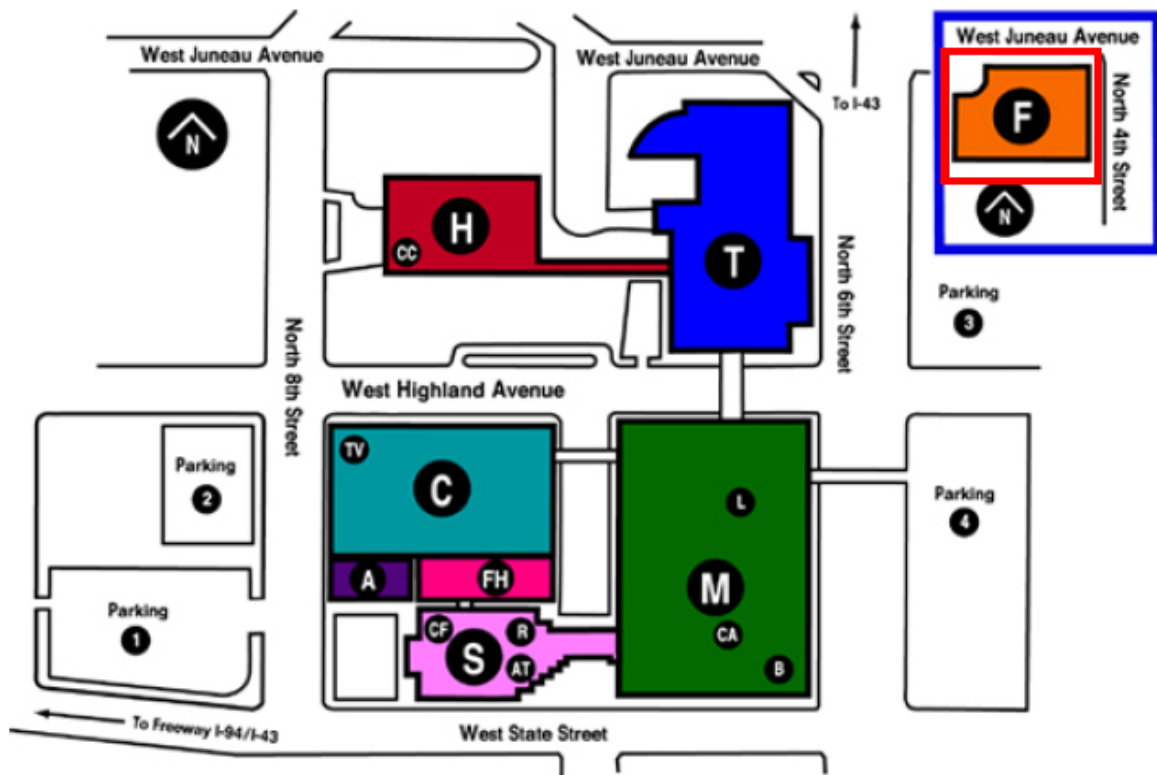 West Juneau Avenue
West Juneau Avenue
West Juneau Avenue
To I-43
N
F
North 4th Street
N
H
CC
T
North 6th Street
Parking
3
North 8th Street
West Highland Avenue
TV
C
Parking
2
L
Parking
4
A
FH
M
Parking
1
CF
R
S
AT
CA
B
To Freeway I-94/I-43
West State Street